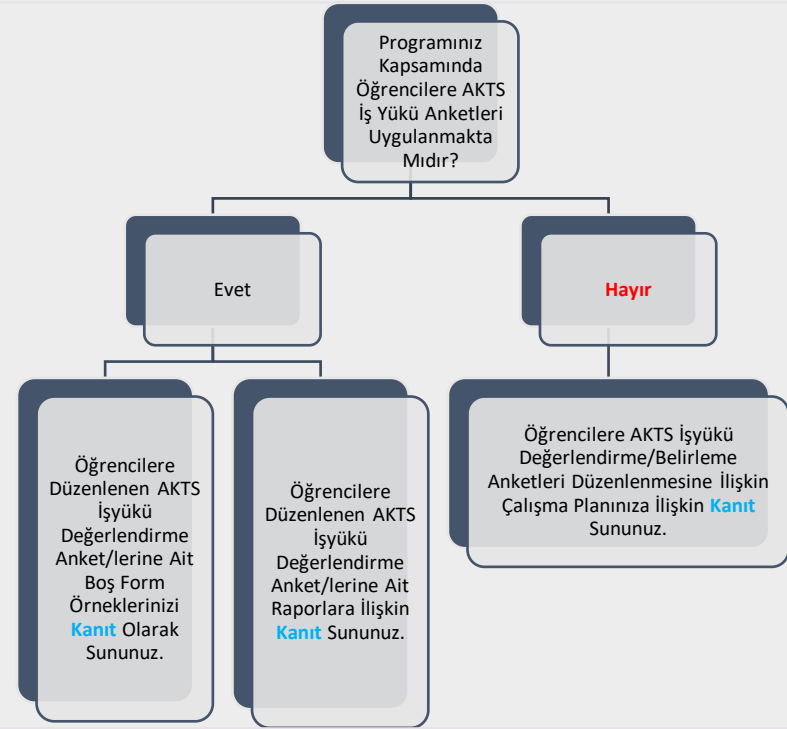 Programınız
Kapsamında
Öğrencilere AKTS
İş Yükü Anketleri
Uygulanmakta
Mıdır?
Evet
Hayır
Öğrencilere
Düzenlenen AKTS
İşyükü
Değerlendirme
Anket/lerine Ait
Boş Form
Örneklerinizi
Kanıt Olarak
Sununuz.
Öğrencilere
Düzenlenen AKTS
İşyükü
Değerlendirme
Anket/lerine Ait
Raporlara İlişkin
Kanıt Sununuz.
Öğrencilere AKTS İşyükü
Değerlendirme/Belirleme
Anketleri Düzenlenmesine İlişkin
Çalışma Planınıza İlişkin Kanıt
Sununuz.